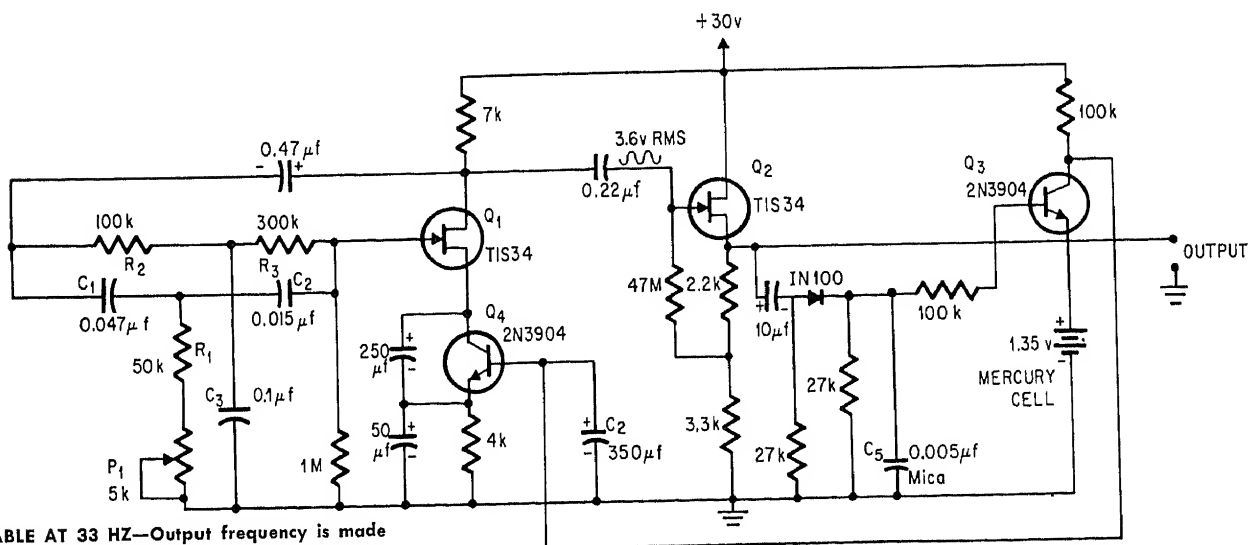 +30v
7k
100k
0.47µf
- +
3.6v RMS
0.22µf
Q2
TIS34
Q3
2N3904
100k
R2
300k
R3
Q1
TIS34
OUTPUT
C1
0.047µf
C2
0.015µf
47M
2.2k
+ -
10µf
IN100
100k
50k
R1
Q4
2N3904
250
µf
+
-
1.35 v
+
-
MERCURY
CELL
C3
0.1µf
50
µf
+
-
4k
+
-
C2
350µf
3.3k
27k
27k
C5
0.005µf
Mica
P1
5k
1M
ABLE AT 33 HZ—Output frequency is made